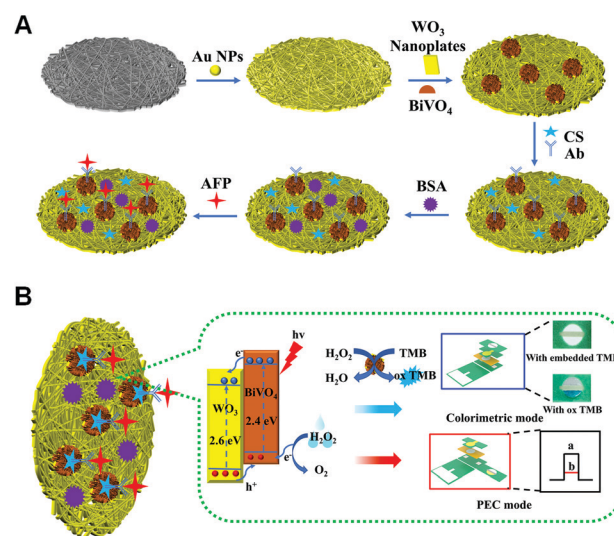 A
Au NPs
WO3
Nanoplates
BiVO4
CS
Ab
AFP
BSA
B
hv
e-
BiVO4
WO3
2.4 eV
2.6 eV
h+
e-
H2O2
O2
H2O2
TMB
H2O
ox TMB
With embedded TMB
With ox TMB
Colorimetric mode
a
b
PEC mode